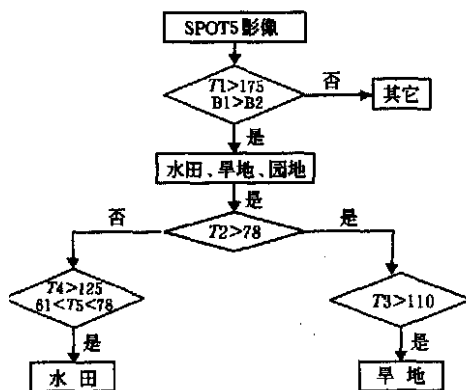 SPOT5影像
T1>175
B1>B2
否
其它
是
水田、旱地、园地
是
否
T2>78
是
T4>125
61<T5<78
T3>110
是
是
水田
旱地